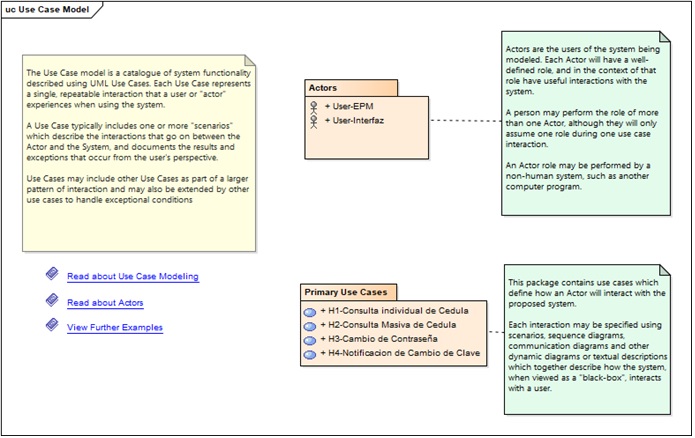 uc Use Case Model
The Use Case model is a catalogue of system functionality
described using UML Use Cases. Each Use Case represents
a single, repeatable interaction that a user or "actor"
experiences when using the system.
A Use Case typically includes one or more "scenarios"
which describe the interactions that go on between the
Actor and the System, and documents the results and
exceptions that occur from the user's perspective.
Use Cases may include other Use Cases as part of a larger
pattern of interaction and may also be extended by other
use cases to handle exceptional conditions
Read about Use Case Modelling
Read about Actors
View Further Examples
Actors
+ User-EPM
+ User-Interfaz
Actors are the users of the system being
modeled. Each Actor will have a well-
defined role, and in the context of that
role have useful interactions with the
system.
A person may perform the role of more
than one Actor, although they will only
assume one role during one use case
interaction.
An Actor role may be performed by a
non-human system, such as another
computer program.
Primary Use Cases
+ H1-Consulta individual de Cedula
+ H2-Consulta Masiva de Cedula
+ H3-Cambio de Contraseña
+ H4-Notificacion de Cambio de Clave
This package contains use cases which
define how an Actor will interact with the
proposed system.
Each interaction may be specified using
scenarios, sequence diagrams,
communication diagrams and other
dynamic diagrams or textual descriptions
which together describe how the system,
when viewed as a "black-box", interacts
with a user.